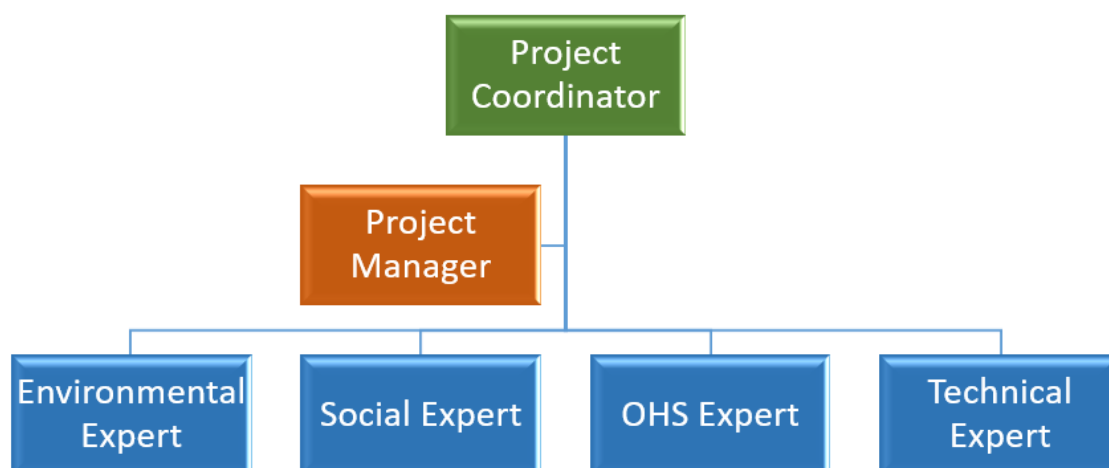 Project
Coordinator
Project
Manager
Environmental
Expert
Social Expert
OHS Expert
Technical
Expert